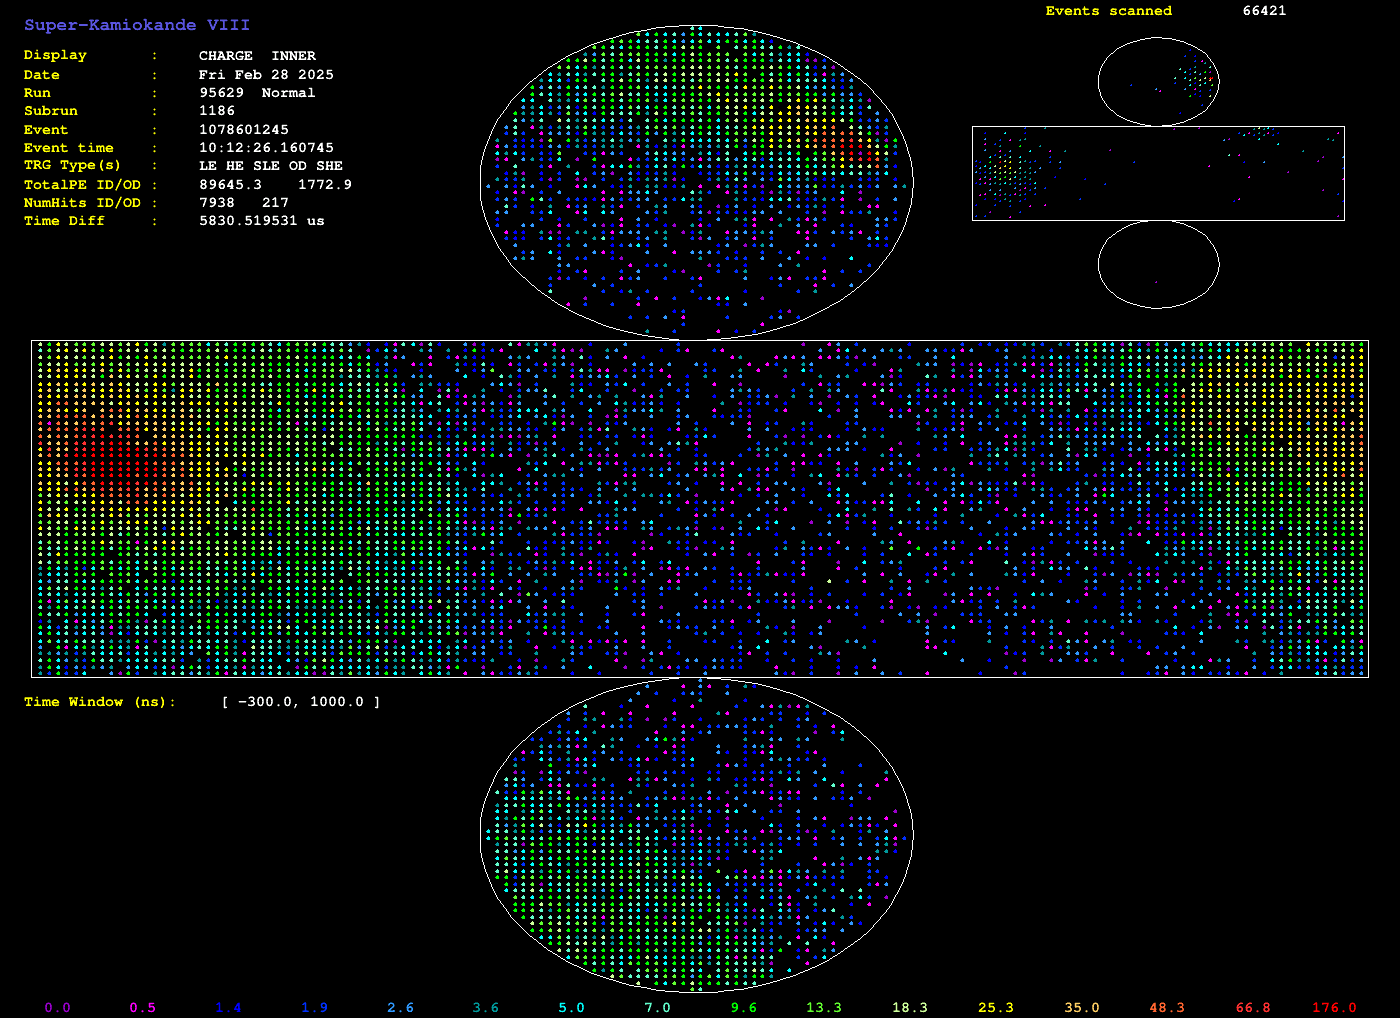 Super-Kamiokande VIII
Events scanned 66421
Display : CHARGE INNER
Date : Fri Feb 28 2025
Run : 95629 Normal
Subrun : 1186
Event : 1078601245
Event time : 10:12:26.160745
TRG Type(s) : LE HE SLE OD SHE
TotalPE ID/OD : 89645.3 1772.9
NumHits ID/OD : 7938 217
Time Diff : 5830.519531 us
Time Window (ns): [ -300.0, 1000.0 ]
0.0 0.5 1.4 1.9 2.6 3.6 5.0 7.0 9.6 13.3 18.3 25.3 35.0 48.3 66.8 176.0